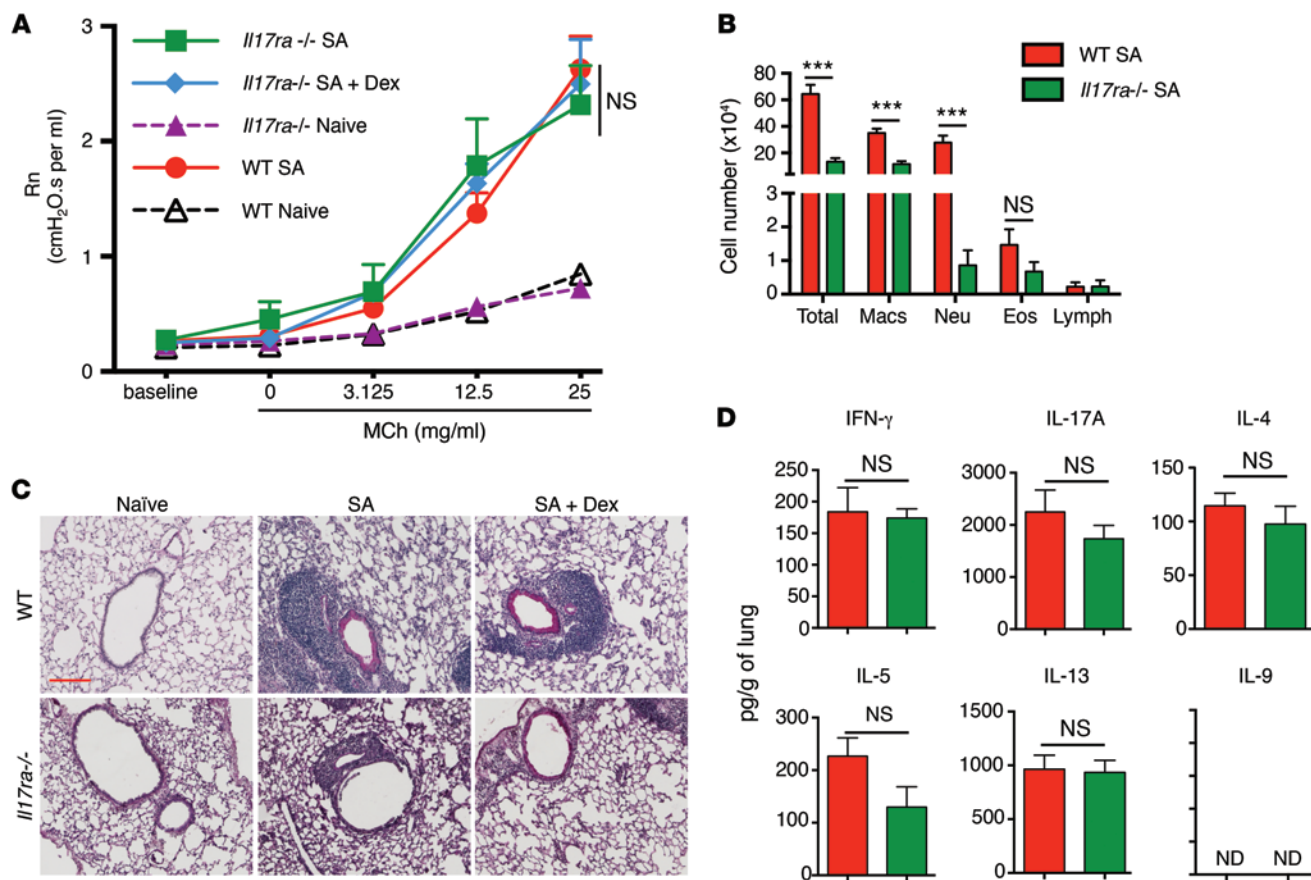 A
3
2
1
0
Rn
(cmH2O.s per ml)
Il17ra -/- SA
Il17ra-/- SA + Dex
Il17ra-/- Naive
WT SA
WT Naive
NS
baseline 0 3.125 12.5 25
MCh (mg/ml)
B
WT SA
Il17ra-/- SA
Cell number (x10⁴)
80
60
40
20
3
2
1
0
*** *** *** NS
Total Macs Neu Eos Lymph
C
Naïve SA SA + Dex
WT
Il17ra-/-
D
pg/g of lung
IFN-γ
250
200
150
100
50
0
NS
IL-17A
3000
2000
1000
0
NS
IL-4
150
100
50
0
NS
IL-5
300
200
100
0
NS
IL-13
1500
1000
500
0
NS
IL-9
ND ND